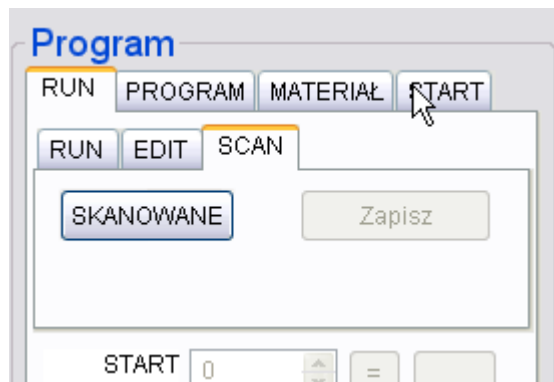 Program
RUN PROGRAM MATERIAŁ START
RUN EDIT SCAN
SKANOWANE Zapisz
START 0 =